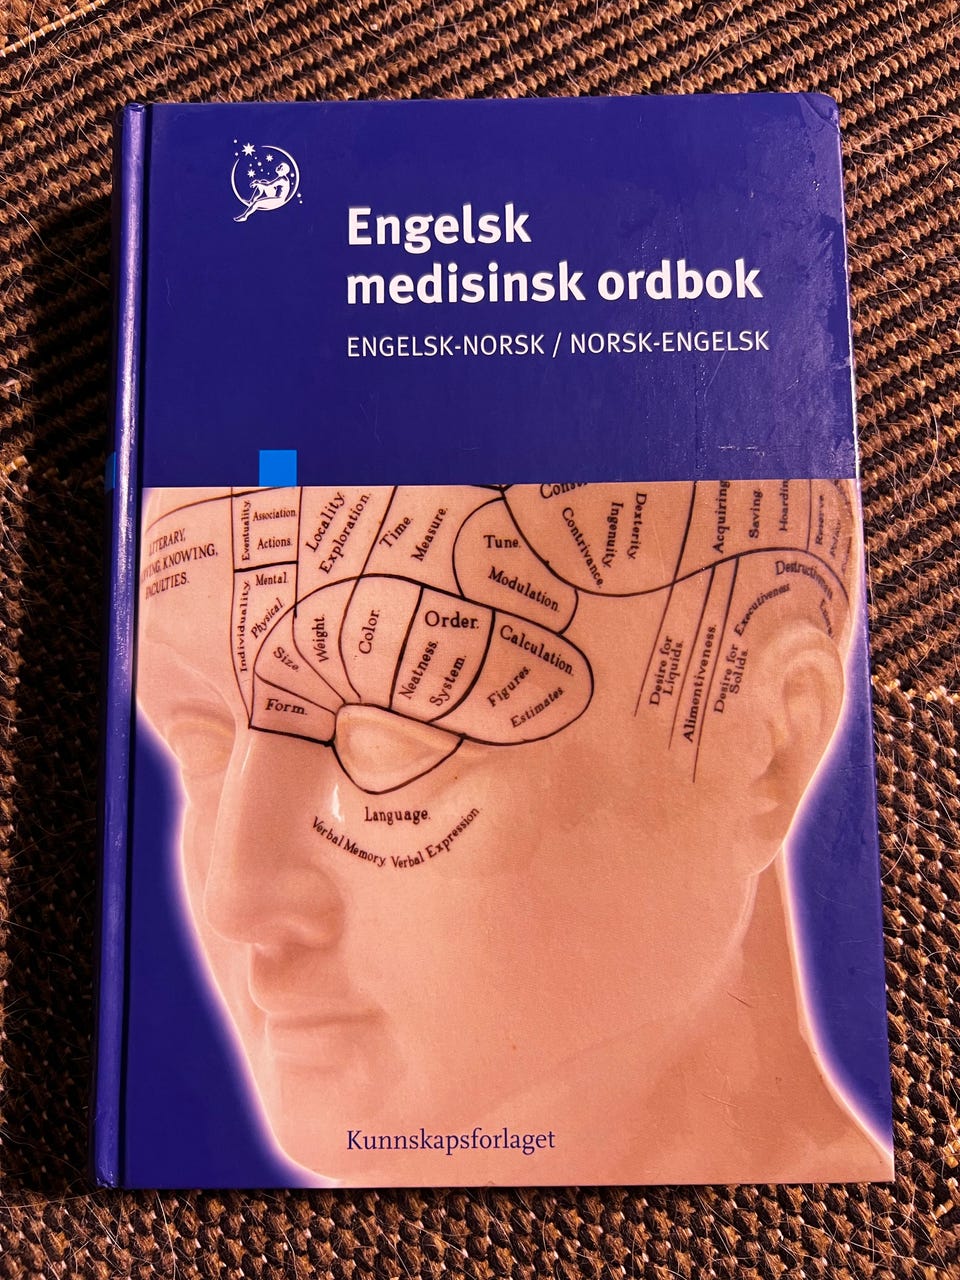 Engelsk
medisinsk ordbok
ENGELSK-NORSK / NORSK-ENGELSK
LITERARY,
KNOWING,
Eventuality.
Association.
Actions.
Locality.
Exploration.
Time.
Measure.
Tune.
Modulation.
Contrivance.
Ingenuity
Dexterity
Acquiring
Saving.
Individuality.
Mental.
Physical.
Size.
Weight.
Color.
Order.
Neatness.
System.
Calculation.
Figures.
Estimates.
Form.
Desire for
Liquids.
Alimentiveness.
Desire for
Solids.
Executiveness
Language.
Verbal Memory. Verbal Expression.
Kunnskapsforlaget